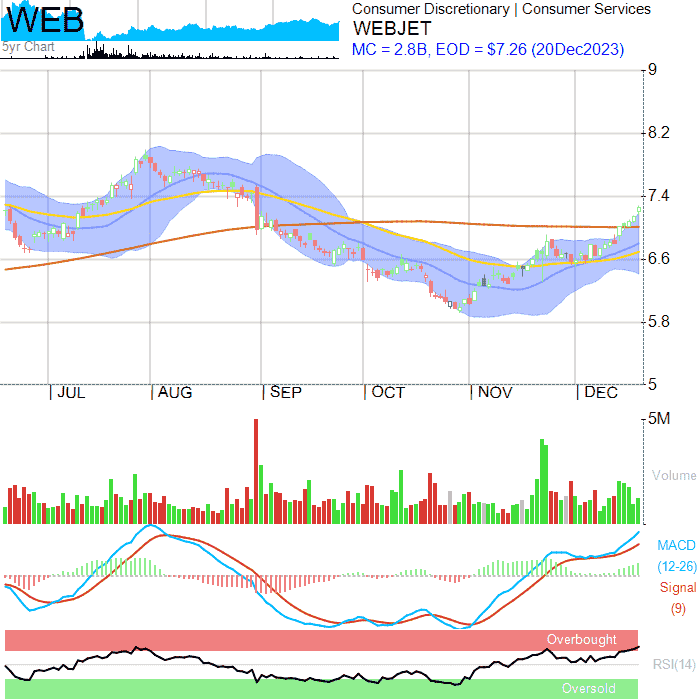 WEB
5yr Chart
Consumer Discretionary | Consumer Services
WEBJET
MC = 2.8B, EOD = $7.26 (20Dec2023)
9
8.2
7.4
6.6
5.8
5
JUL AUG SEP OCT NOV DEC
5M
Volume
MACD
(12-26)
Signal
(9)
Overbought
RSI(14)
Oversold